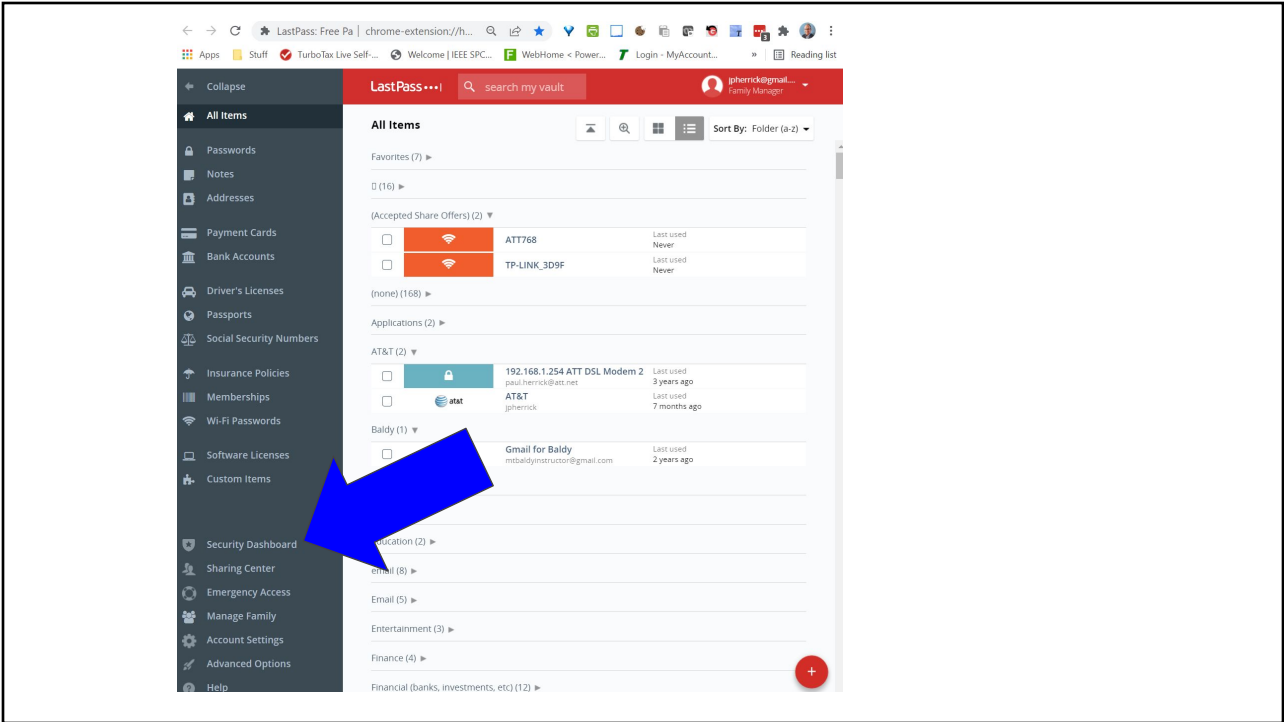 LastPass: Free Pa | chrome-extension://h...
Apps Stuff TurboTax Live Self-... Welcome | IEEE SPC... WebHome < Power... Login - MyAccount... » Reading list
3
Collapse
LastPass •••|
search my vault
jpherrick@gmail....
Family Manager
All Items
Passwords
Notes
Addresses
Payment Cards
Bank Accounts
Driver's Licenses
Passports
Social Security Numbers
Insurance Policies
Memberships
Wi-Fi Passwords
Software Licenses
Custom Items
Security Dashboard
Sharing Center
Emergency Access
Manage Family
Account Settings
Advanced Options
Help
All Items
Sort By: Folder (a-z)
Favorites (7)
(16)
(Accepted Share Offers) (2)
ATT768
Last used
Never
TP-LINK_3D9F
Last used
Never
(none) (168)
Applications (2)
AT&T (2)
192.168.1.254 ATT DSL Modem 2
paul.herrick@att.net
Last used
3 years ago
at&t
AT&T
jpherrick
Last used
7 months ago
Baldy (1)
Gmail for Baldy
mtbaldyinstructor@gmail.com
Last used
2 years ago
Education (2)
email (8)
Email (5)
Entertainment (3)
Finance (4)
Financial (banks, investments, etc) (12)
+